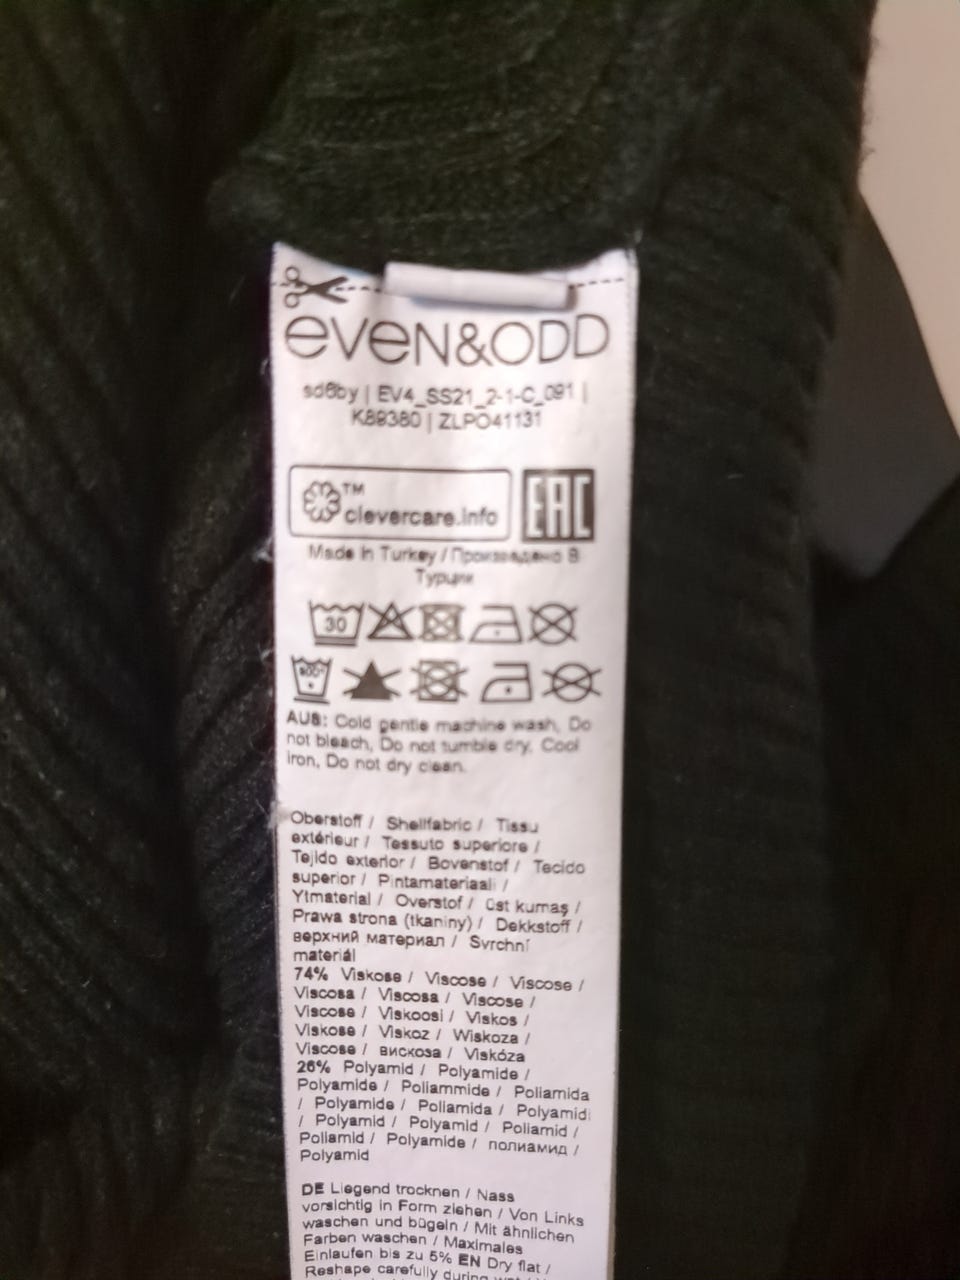 even&odd
sd6by | EV4_SS21_2-1-C_091 |
K89380 | ZLPO41131
TM
clevercare.info
EAC
Made in Turkey / Произведено В
Турции
30
AUS: Cold gentle machine wash, Do
not bleach, Do not tumble dry, Cool
iron, Do not dry clean.
Oberstoff / Shellfabric / Tissu
extérieur / Tessuto superiore /
Tejido exterior / Bovenstof / Tecido
superior / Pintamateriaali /
Ytmaterial / Overstof / üst kumaş /
Prawa strona (tkaniny) / Dekkstoff /
верхний материал / Svrchní
materiál
74% Viskose / Viscose / Viscose /
Viscosa / Viscosa / Viscose /
Viscose / Viskoosi / Viskos /
Viskose / Viskoz / Wiskoza /
Viscose / вискоза / Viskóza
26% Polyamid / Polyamide /
Polyamide / Poliammide / Poliamida
/ Polyamide / Poliamida / Polyamidi
/ Polyamid / Polyamid / Poliamid /
Poliamid / Polyamide / полиамид /
Polyamid
DE Liegend trocknen / Nass
vorsichtig in Form ziehen / Von Links
waschen und bügeln / Mit ähnlichen
Farben waschen / Maximales
Einlaufen bis zu 5% EN Dry flat /
Reshape carefully during wet /